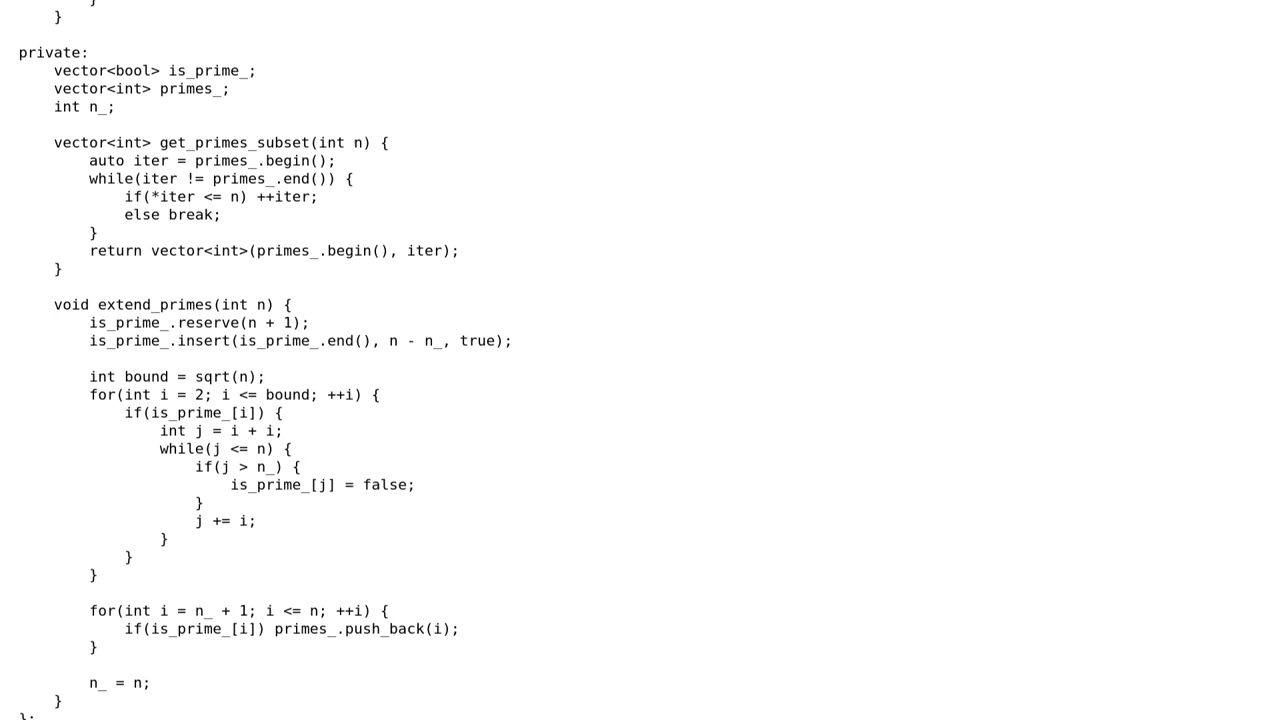 }
}
private:
vector<bool> is_prime_;
vector<int> primes_;
int n_;
vector<int> get_primes_subset(int n) {
auto iter = primes_.begin();
while(iter != primes_.end()) {
if(*iter <= n) ++iter;
else break;
}
return vector<int>(primes_.begin(), iter);
}
void extend_primes(int n) {
is_prime_.reserve(n + 1);
is_prime_.insert(is_prime_.end(), n - n_, true);
int bound = sqrt(n);
for(int i = 2; i <= bound; ++i) {
if(is_prime_[i]) {
int j = i + i;
while(j <= n) {
if(j > n_) {
is_prime_[j] = false;
}
j += i;
}
}
}
for(int i = n_ + 1; i <= n; ++i) {
if(is_prime_[i]) primes_.push_back(i);
}
n_ = n;
}
};